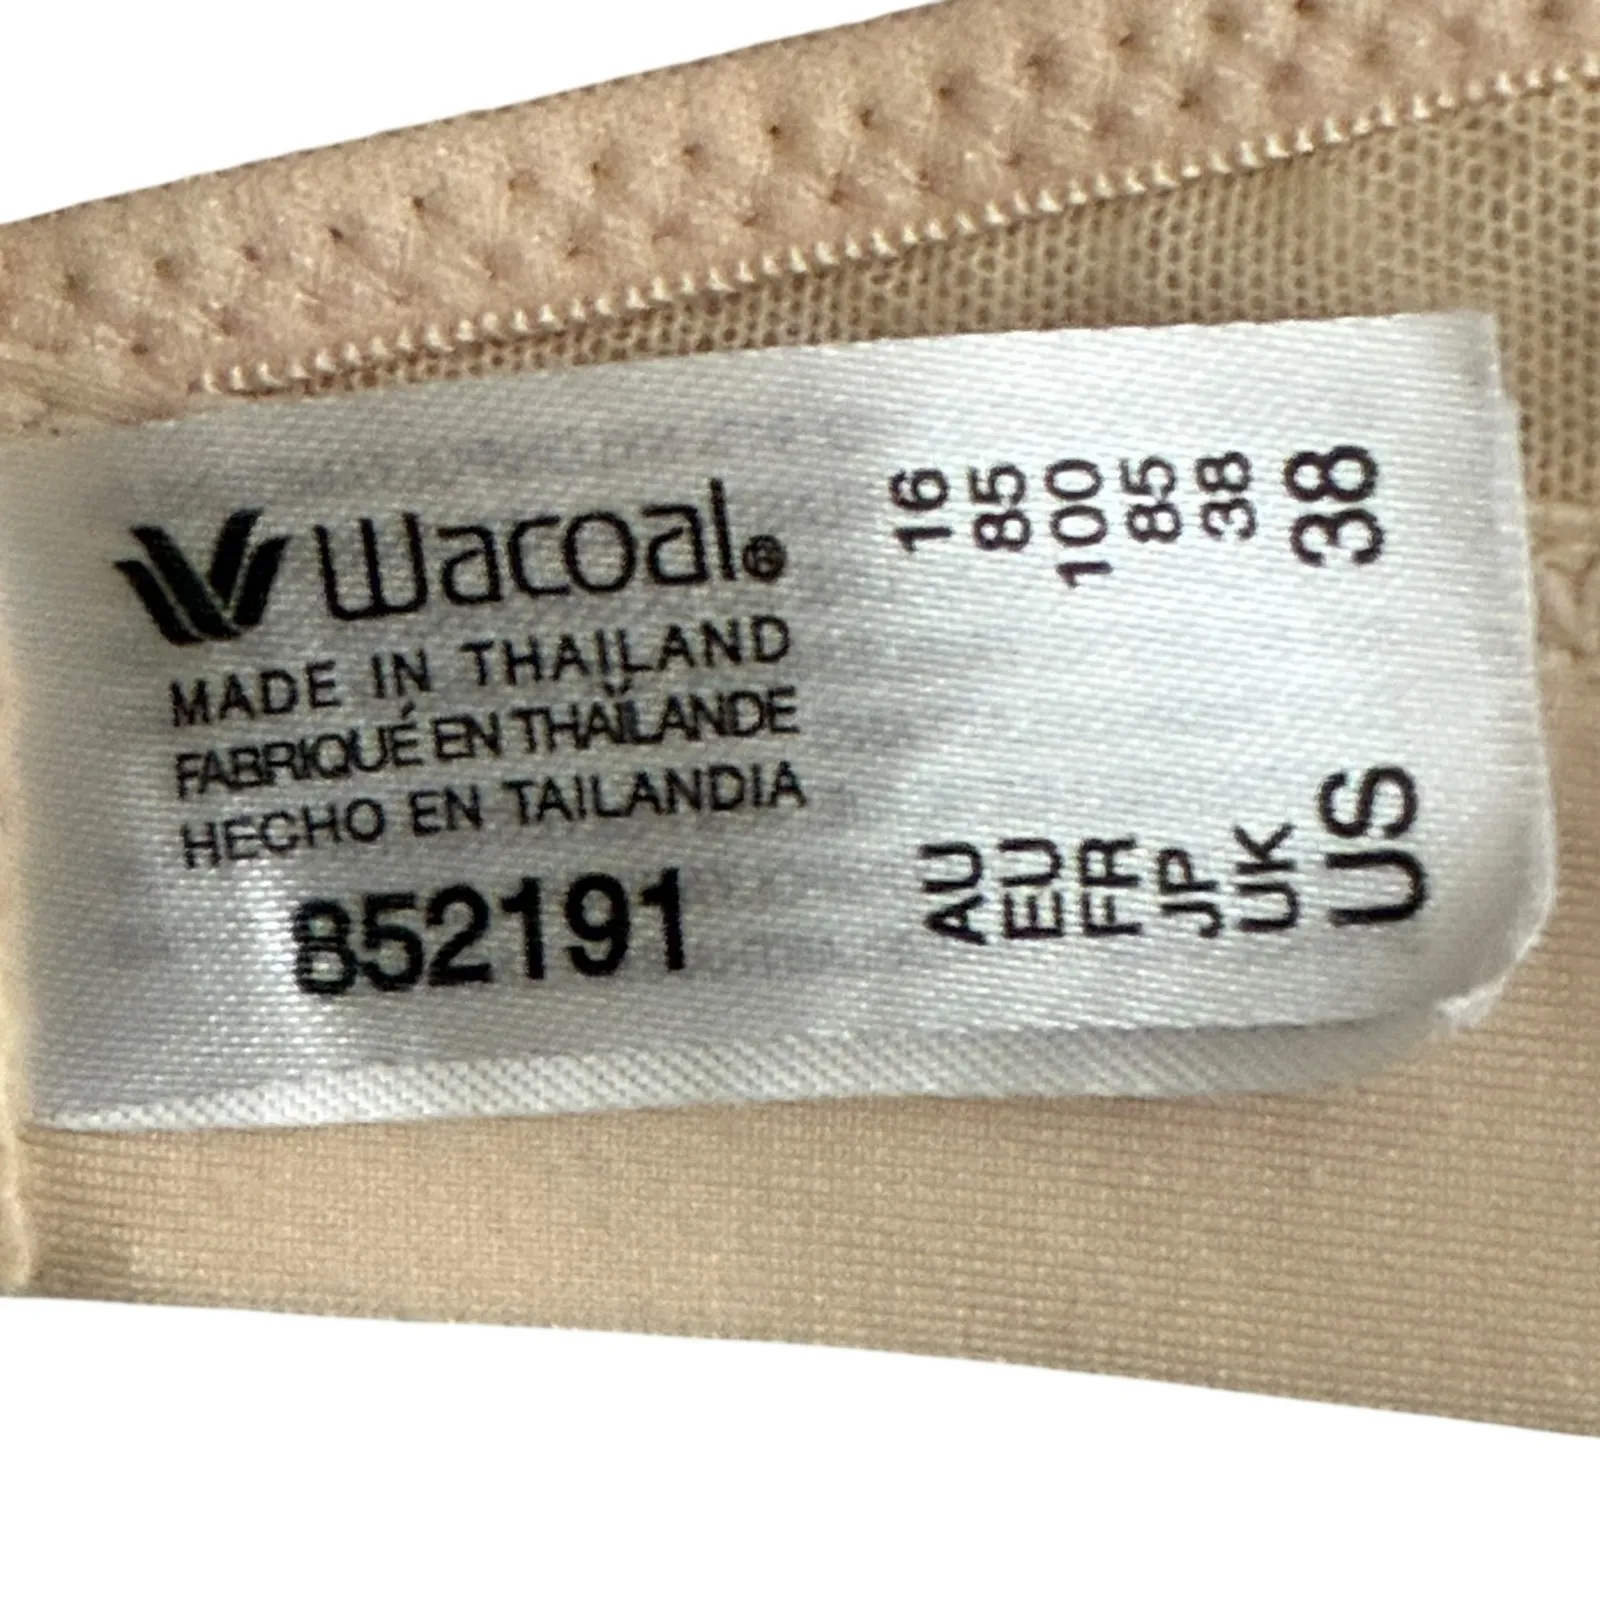 Wacoal®
MADE IN THAILAND
FABRIQUÉ EN THAÏLANDE
HECHO EN TAILANDIA
852191
US 38
UK 38
JP 85
FR 100
EU 85
AU 16